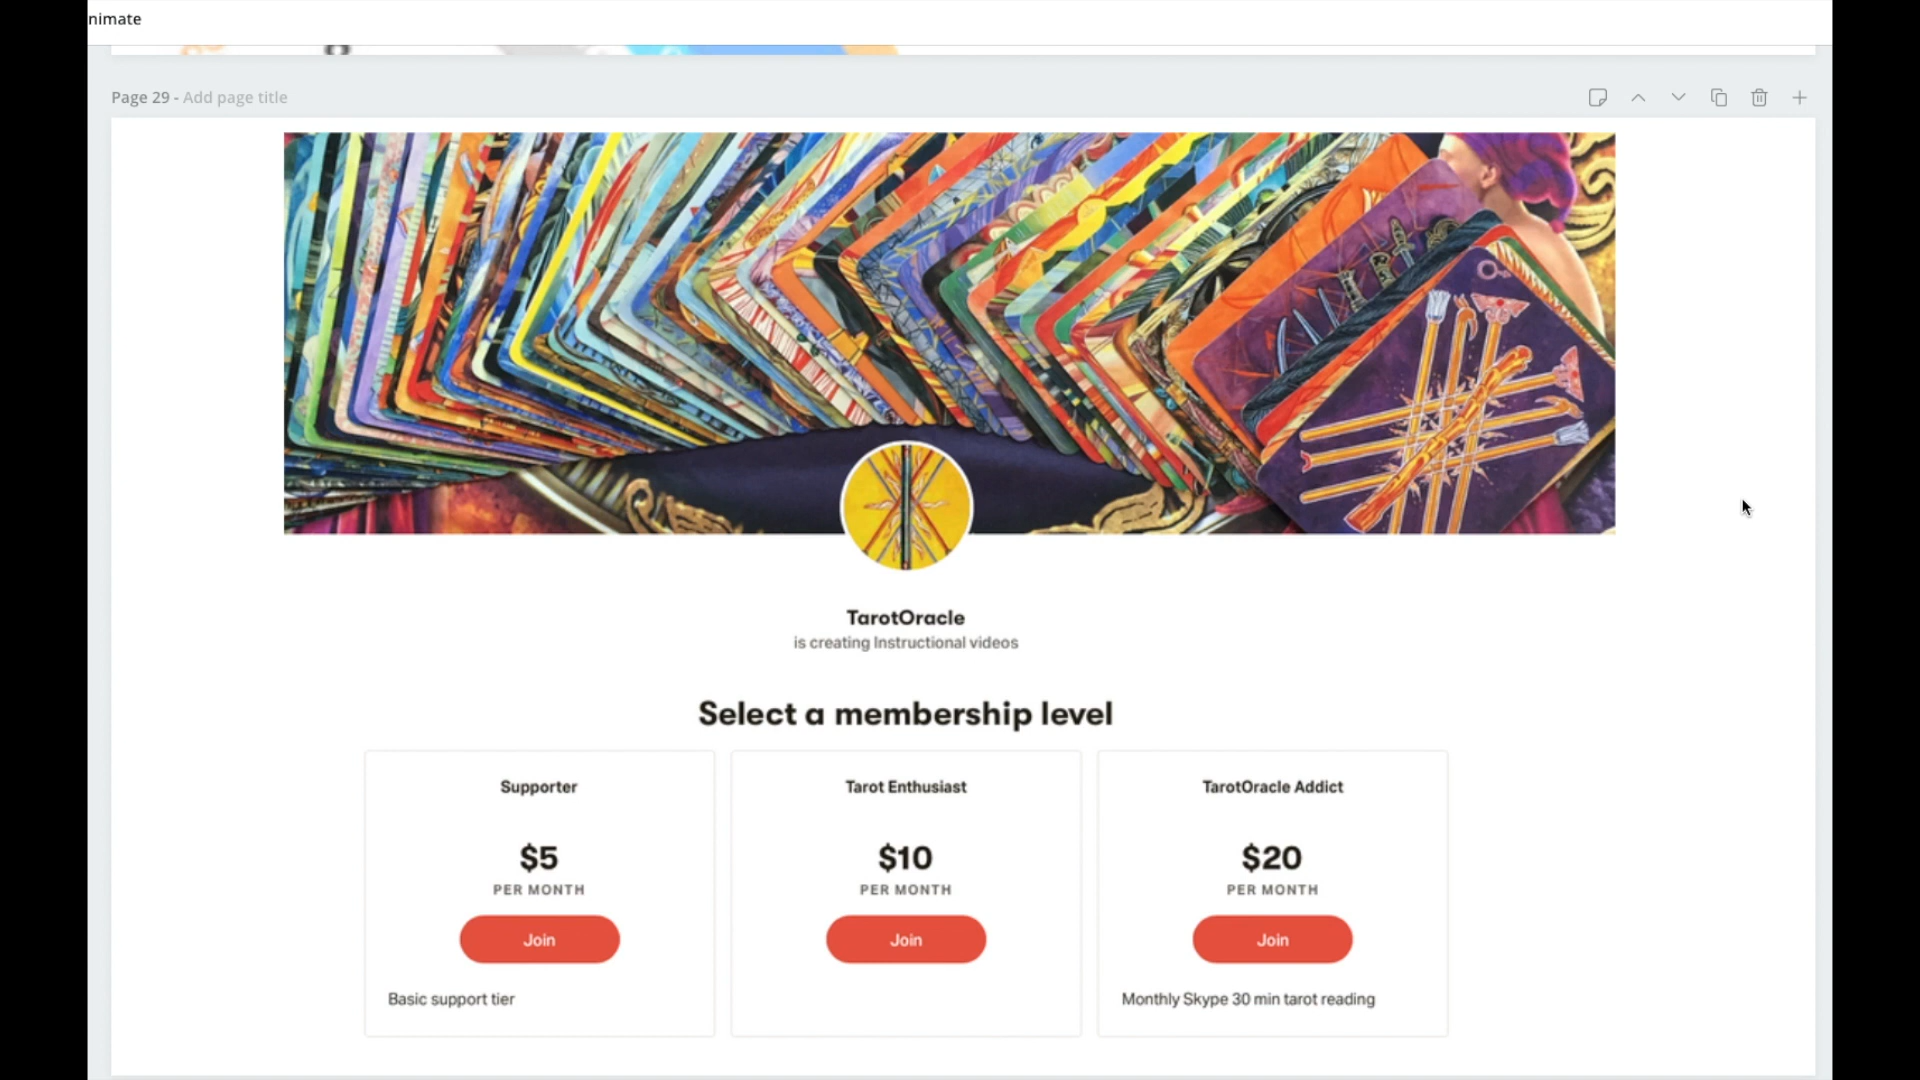 nimate
Page 29 - Add page title
TarotOracle
is creating Instructional videos
Select a membership level
Supporter
$5
PER MONTH
Join
Basic support tier
Tarot Enthusiast
$10
PER MONTH
Join
TarotOracle Addict
$20
PER MONTH
Join
Monthly Skype 30 min tarot reading